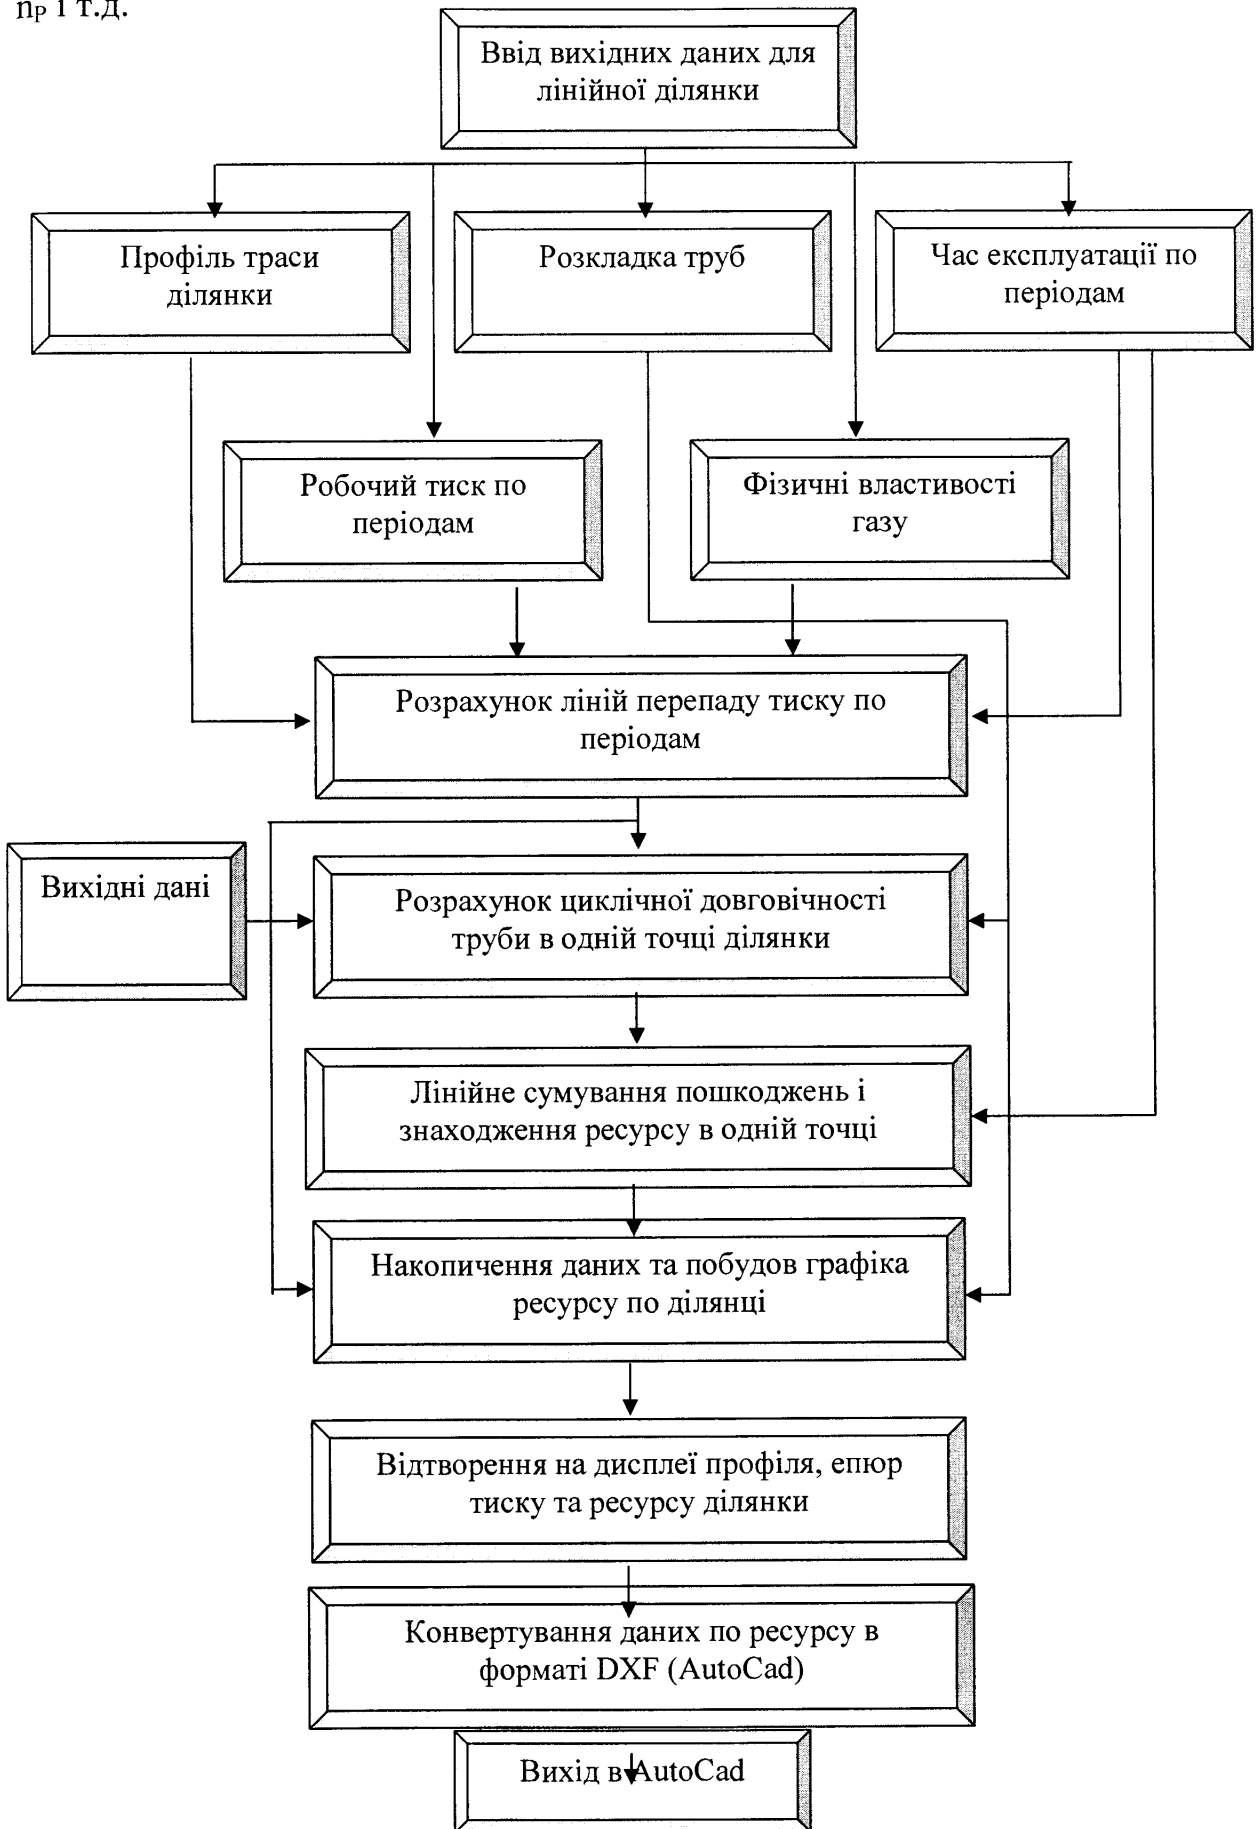 nр і т.д.
Ввід вихідних даних для
лінійної ділянки
Профіль траси
ділянки
Розкладка труб
Час експлуатації по
періодам
Робочий тиск по
періодам
Фізичні властивості
газу
Розрахунок ліній перепаду тиску по
періодам
Вихідні дані
Розрахунок циклічної довговічності
труби в одній точці ділянки
Лінійне сумування пошкоджень і
знаходження ресурсу в одній точці
Накопичення даних та побудов графіка
ресурсу по ділянці
Відтворення на дисплеї профіля, епюр
тиску та ресурсу ділянки
Конвертування даних по ресурсу в
форматі DXF (AutoCad)
Вихід в AutoCad